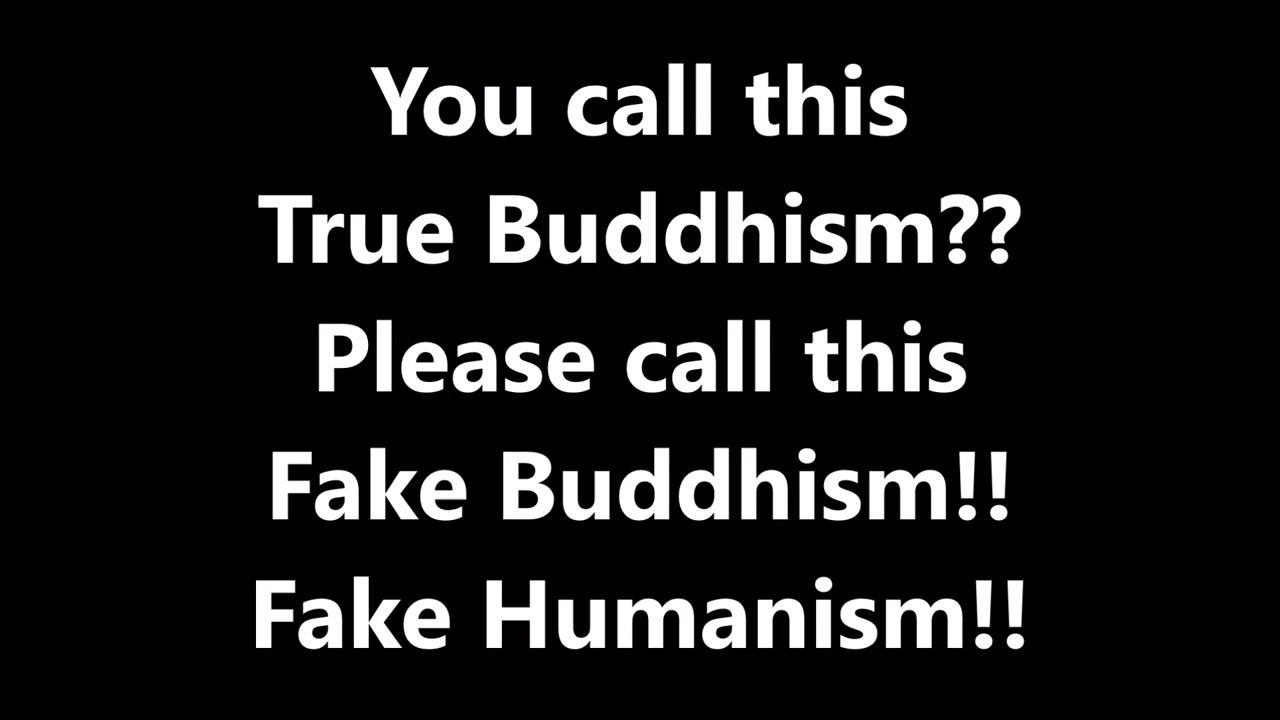 You call this
True Buddhism??
Please call this
Fake Buddhism!!
Fake Humanism!!